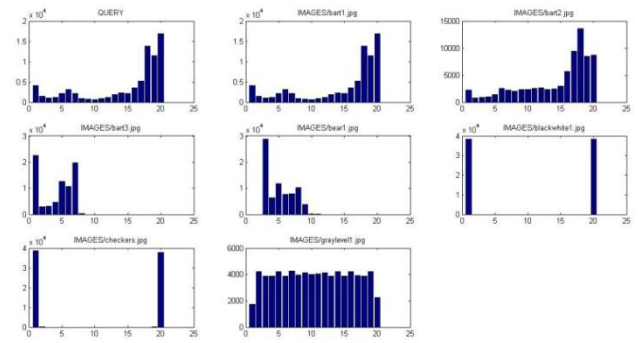 QUERY
x 10^4
2
1.5
1
0.5
0
0 5 10 15 20 25
IMAGES/bart1.jpg
x 10^4
2
1.5
1
0.5
0
0 5 10 15 20 25
IMAGES/bart2.jpg
15000
10000
5000
0
0 5 10 15 20 25
IMAGES/bart3.jpg
x 10^4
3
2
1
0
0 5 10 15 20 25
IMAGES/bear1.jpg
x 10^4
3
2
1
0
0 5 10 15 20 25
IMAGES/blackwhite1.jpg
x 10^4
4
3
2
1
0
0 5 10 15 20 25
IMAGES/checkers.jpg
x 10^4
4
3
2
1
0
0 5 10 15 20 25
IMAGES/graylevel1.jpg
6000
4000
2000
0
0 5 10 15 20 25